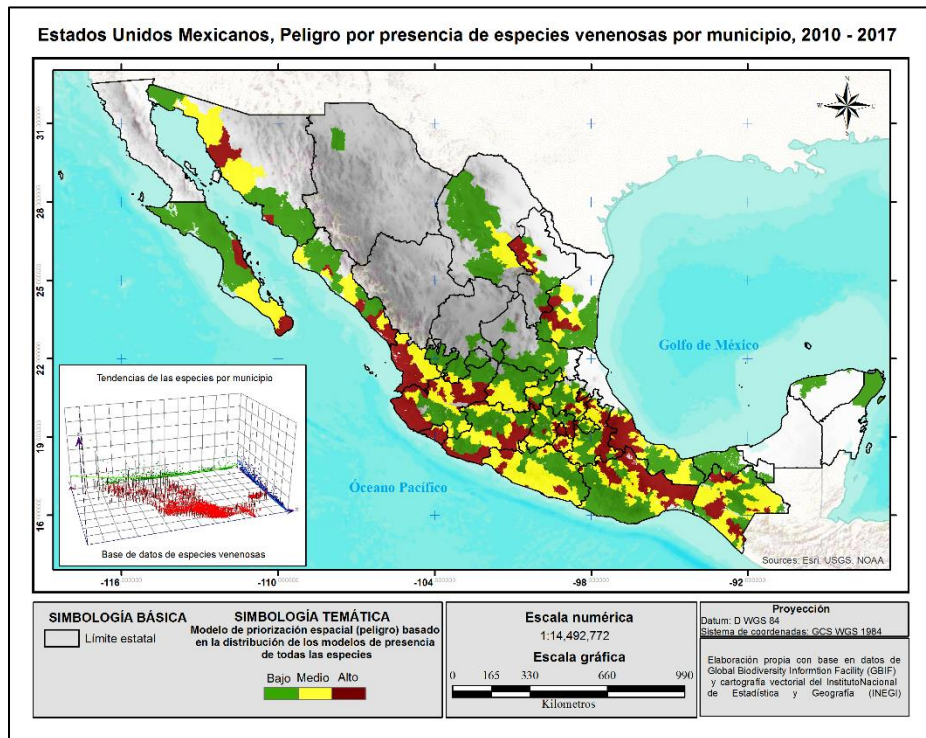 Estados Unidos Mexicanos, Peligro por presencia de especies venenosas por municipio, 2010 - 2017
N
W
E
S
31
28
25
22
19
16
Golfo de México
Óceano Pacífico
Tendencias de las especies por municipio
Base de datos de especies venenosas
Sources: Esri, USGS, NOAA
-116
-110
-104
-98
-92
SIMBOLOGÍA BÁSICA
Límite estatal
SIMBOLOGÍA TEMÁTICA
Modelo de priorización espacial (peligro) basado
en la distribución de los modelos de presencia
de todas las especies
Bajo Medio Alto
Escala numérica
1:14,492,772
Escala gráfica
0 165 330 660 990
Kilometros
Proyección
Datum: D WGS 84
Sistema de coordenadas: GCS WGS 1984
Elaboración propia con base en datos de
Global Biodiversity Informtion Facility (GBIF)
y cartografía vectorial del InstitutoNacional
de Estadística y Geografía (INEGI)